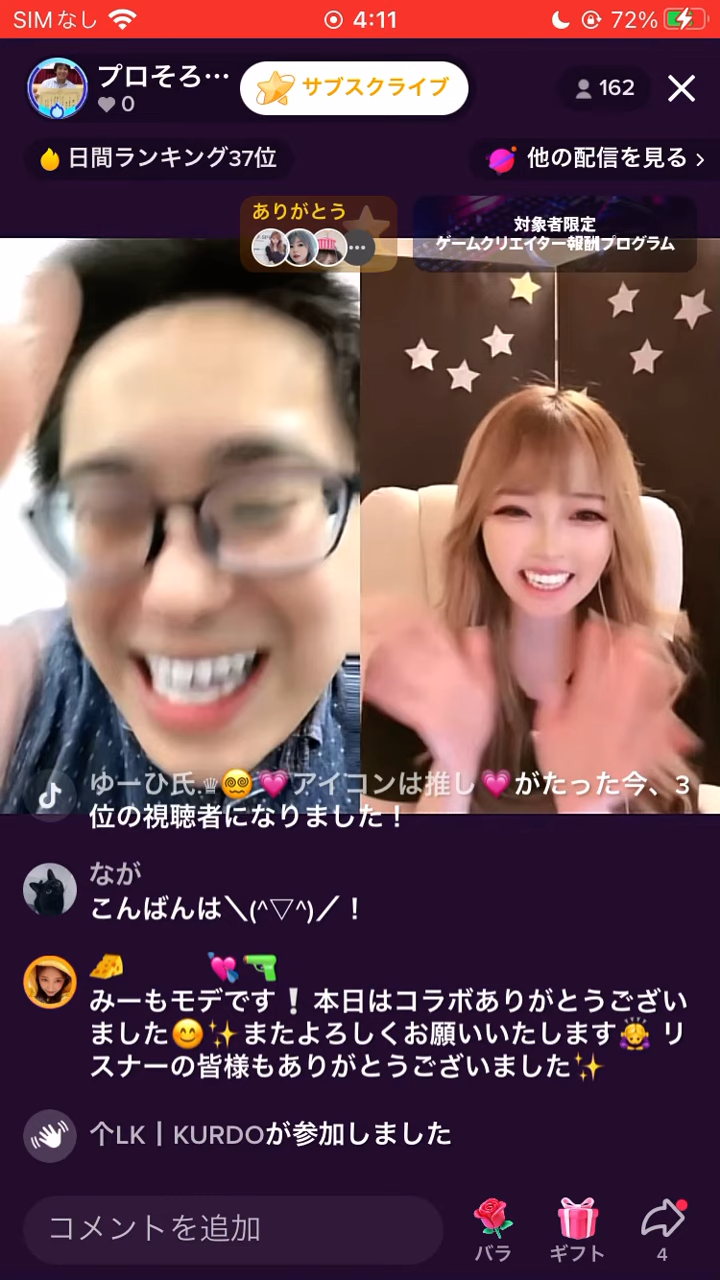 SIMなし
4:11
72%
プロそろ…
0
サブスクライブ
162
日間ランキング37位
他の配信を見る
ありがとう
対象者限定
ゲームクリエイター報酬プログラム
ゆーひ氏.♕😵‍💫💗アイコンは推し💗がたった今、3
位の視聴者になりました！
なが
こんばんは＼(^▽^)／！
🧀 💘🔫
みーもモデです❕本日はコラボありがとうござい
ました😊✨またよろしくお願いいたします🙇‍♀️ リ
スナーの皆様もありがとうございました✨
个LK｜KURDOが参加しました
コメントを追加
バラ
ギフト
4